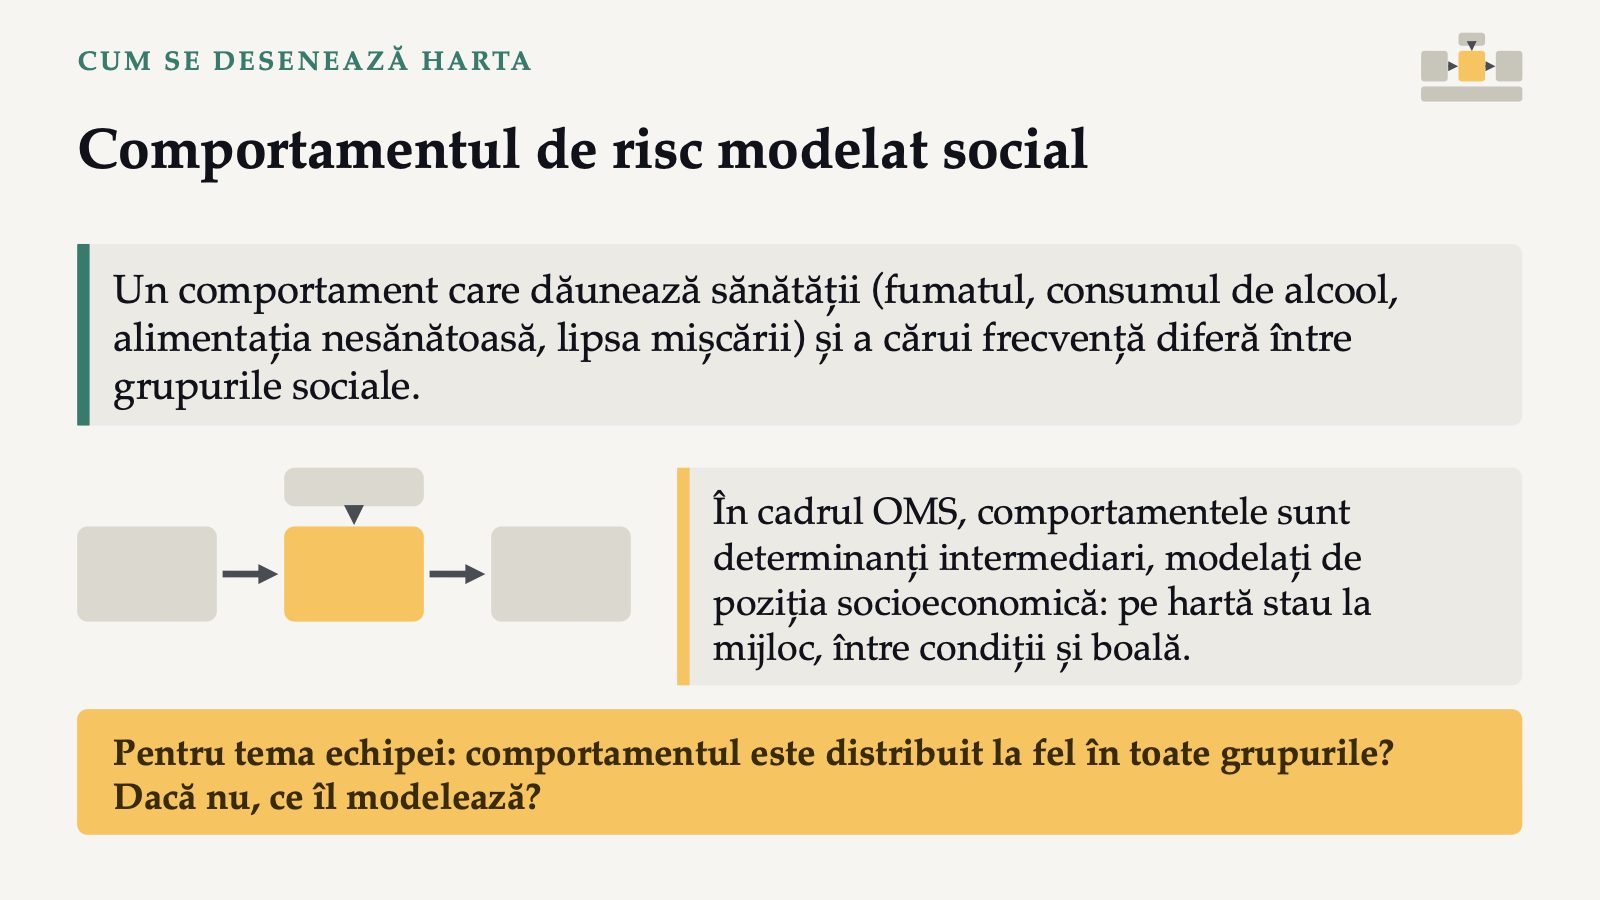 CUM SE DESENEAZĂ HARTA
Comportamentul de risc modelat social
Un comportament care dăunează sănătății (fumatul, consumul de alcool,
alimentația nesănătoasă, lipsa mișcării) și a cărui frecvență diferă între
grupurile sociale.
În cadrul OMS, comportamentele sunt
determinanți intermediari, modelați de
poziția socioeconomică: pe hartă stau la
mijloc, între condiții și boală.
Pentru tema echipei: comportamentul este distribuit la fel în toate grupurile?
Dacă nu, ce îl modelează?